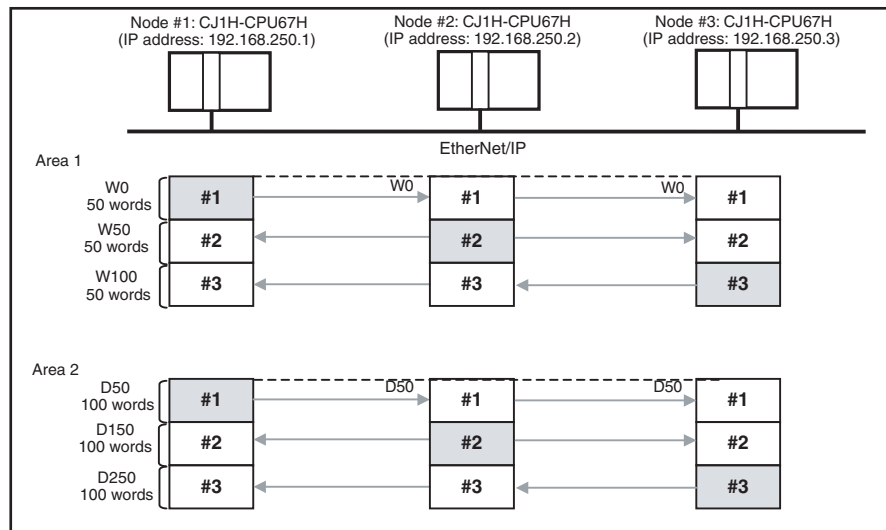 Node #1: CJ1H-CPU67H
(IP address: 192.168.250.1)
Node #2: CJ1H-CPU67H
(IP address: 192.168.250.2)
Node #3: CJ1H-CPU67H
(IP address: 192.168.250.3)
EtherNet/IP
Area 1
W0
50 words
#1
W0
#1
W0
#1
W50
50 words
#2
#2
#2
W100
50 words
#3
#3
#3
Area 2
D50
100 words
#1
D50
#1
D50
#1
D150
100 words
#2
#2
#2
D250
100 words
#3
#3
#3